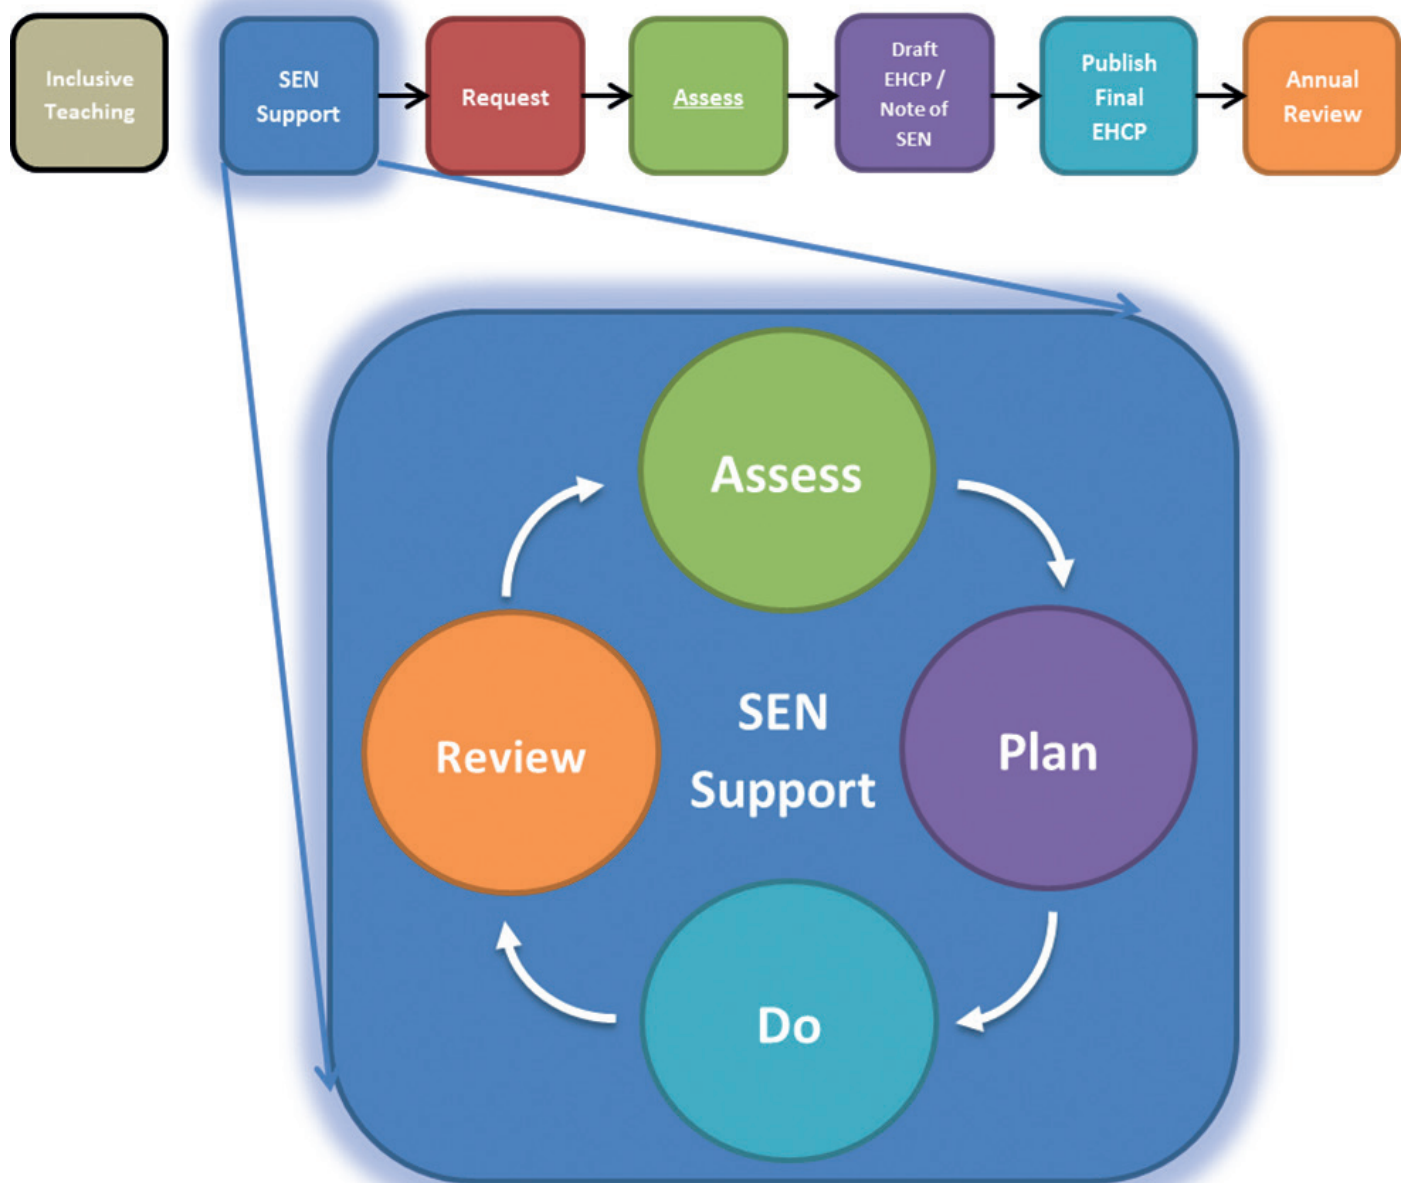 Inclusive
Teaching
SEN
Support
Request
Assess
Draft
EHCP /
Note of
SEN
Publish
Final
EHCP
Annual
Review
Assess
Plan
Do
Review
SEN
Support